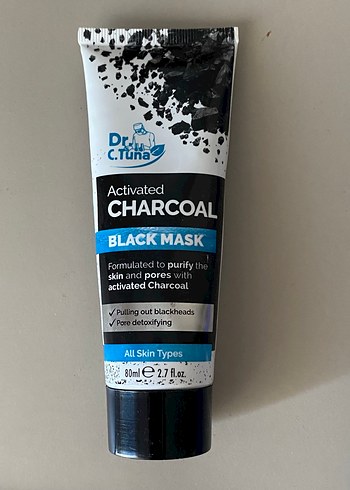 Dr.
C.Tuna
Activated
CHARCOAL
BLACK MASK
Formulated to purify the
skin and pores with
activated Charcoal
✓ Pulling out blackheads
✓ Pore detoxifying
All Skin Types
80ml ℮ 2.7 fl.oz.